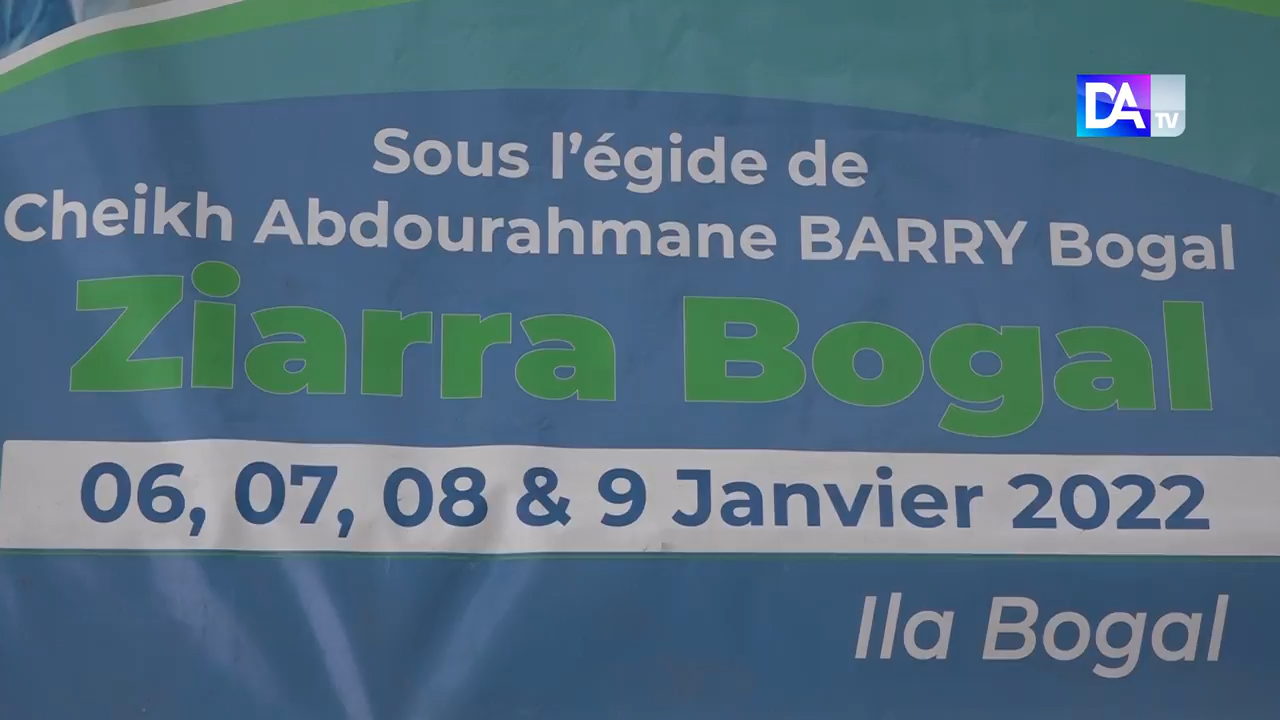 DA TV
Sous l'égide de
Cheikh Abdourahmane BARRY Bogal
Ziarra Bogal
06, 07, 08 & 9 Janvier 2022
Ila Bogal